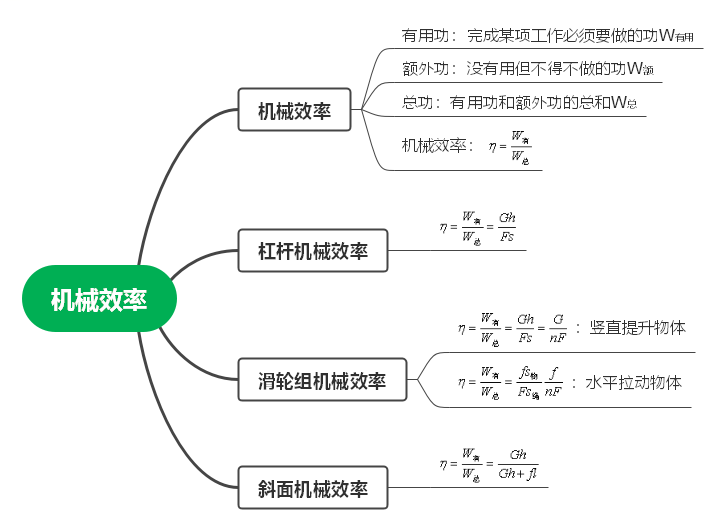 机械效率
机械效率
有用功：完成某项工作必须要做的功W有用
额外功：没有用但不得不做的功W额
总功：有用功和额外功的总和W总
机械效率： η = W有 / W总
杠杆机械效率
η = W有 / W总 = Gh / Fs
滑轮组机械效率
η = W有 / W总 = Gh / Fs = G / nF ：竖直提升物体
η = W有 / W总 = fs物 / Fs绳 f / nF ：水平拉动物体
斜面机械效率
η = W有 / W总 = Gh / Gh + fl